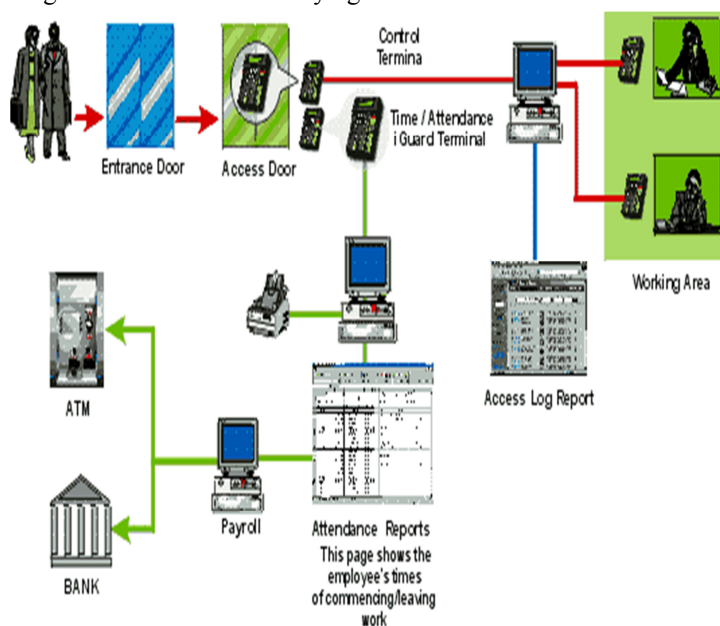 Control
Termina
Time / Attendance
i Guard Terminal
Entrance Door
Access Door
Working Area
Access Log Report
ATM
Payroll
Attendance Reports
This page shows the
employee's times
of commencing/leaving
work
BANK